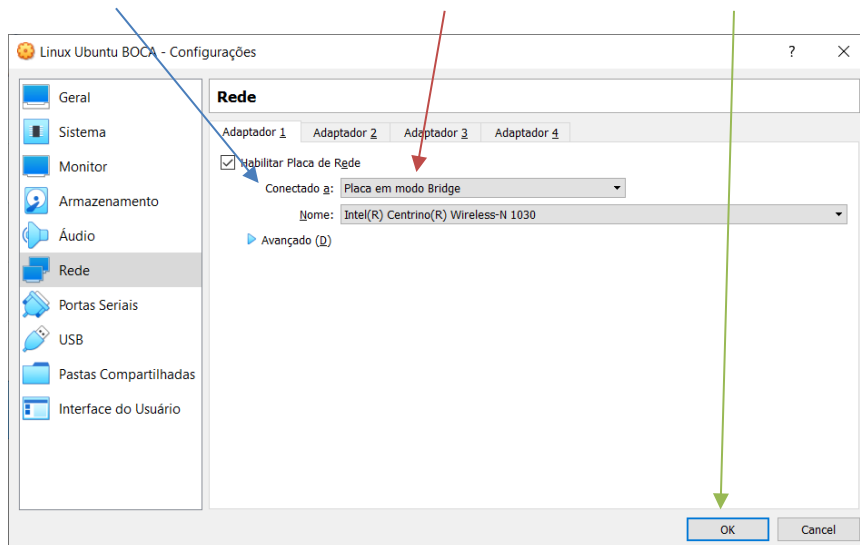 Linux Ubuntu BOCA - Configurações
?
Geral
Sistema
Monitor
Armazenamento
Áudio
Rede
Portas Seriais
USB
Pastas Compartilhadas
Interface do Usuário
Rede
Adaptador 1 Adaptador 2 Adaptador 3 Adaptador 4
Habilitar Placa de Rede
Conectado a: Placa em modo Bridge
Nome: Intel(R) Centrino(R) Wireless-N 1030
Avançado (D)
OK Cancel